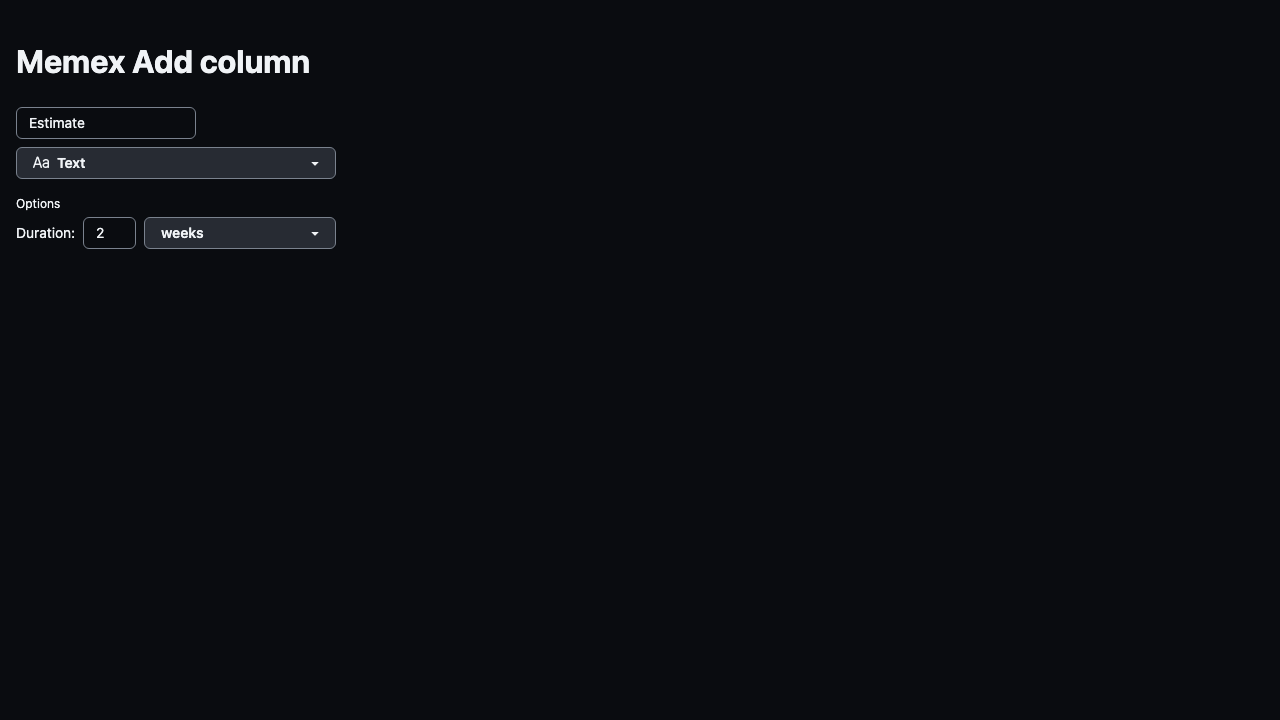 Memex Add column
Estimate
Aa Text
Options
Duration: 2 weeks